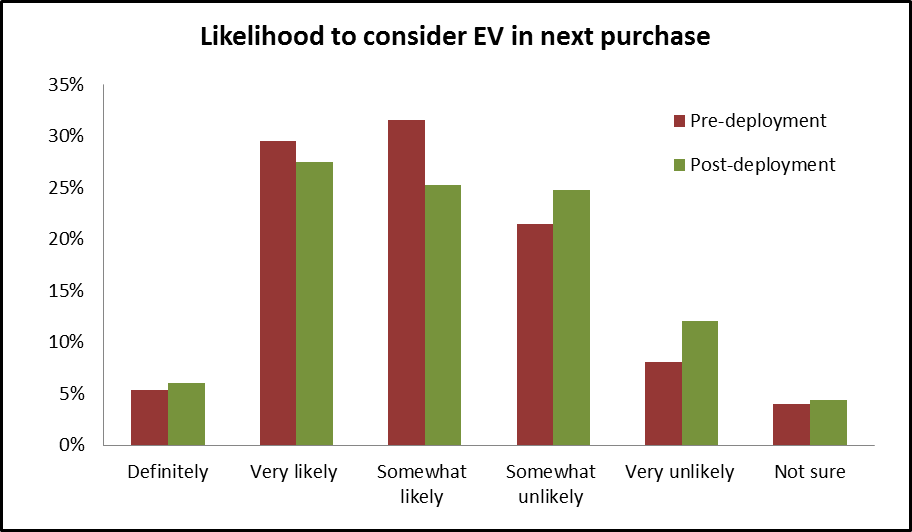 Likelihood to consider EV in next purchase
35%
30%
25%
20%
15%
10%
5%
0%
Pre-deployment
Post-deployment
Definitely
Very likely
Somewhat
likely
Somewhat
unlikely
Very unlikely
Not sure